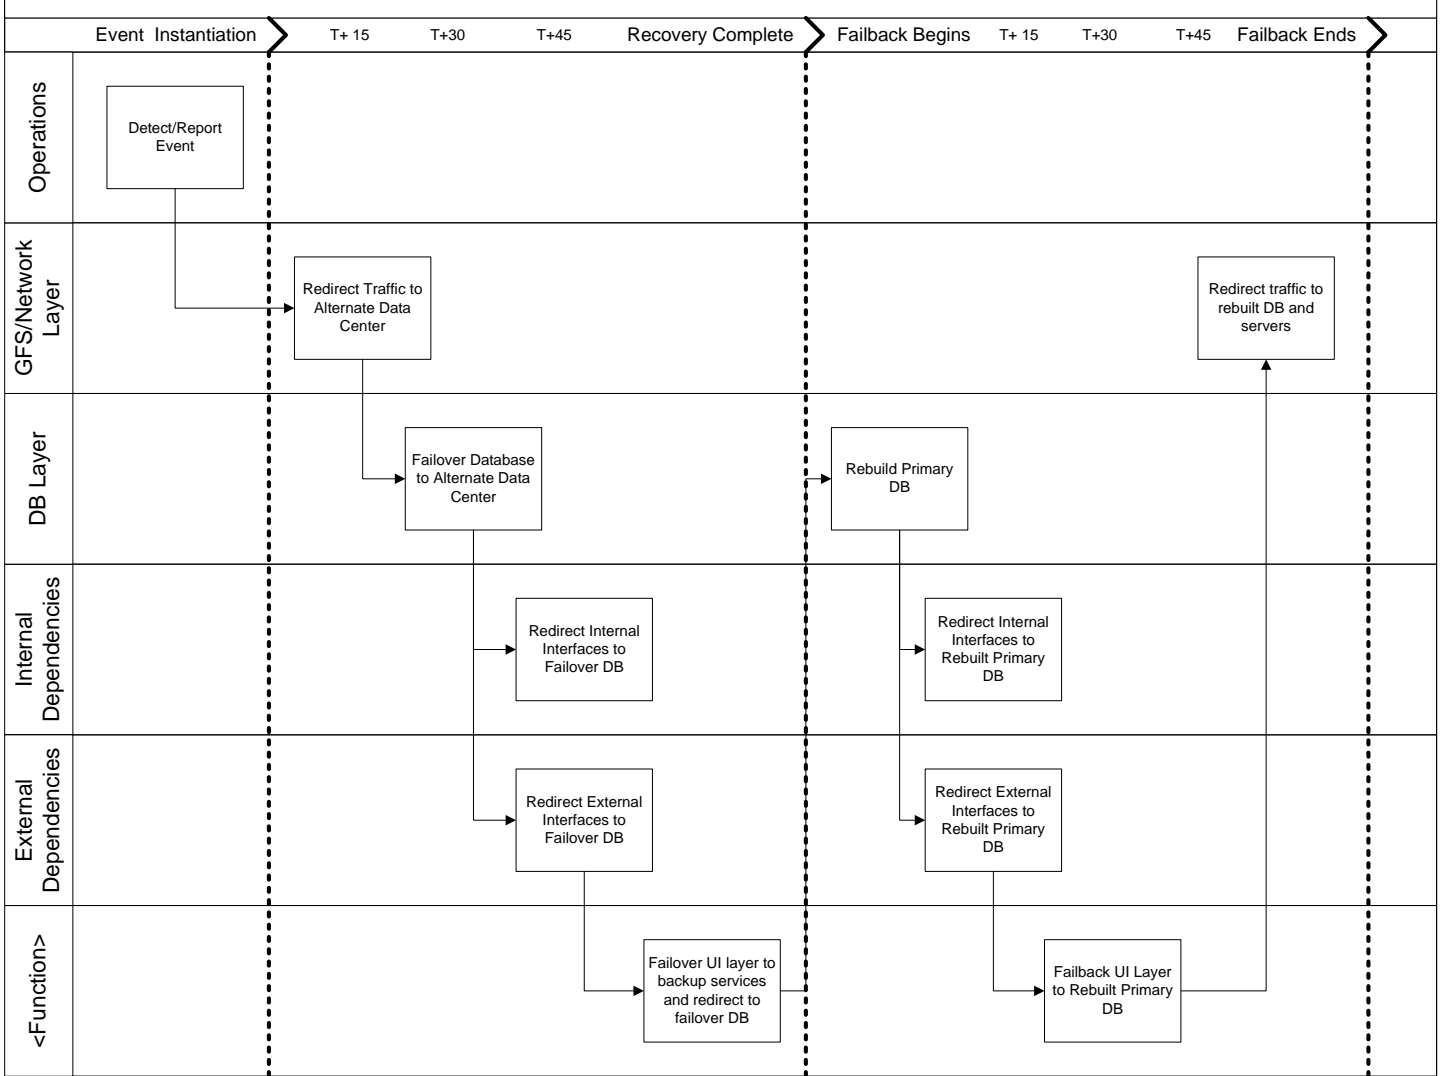 Event  Instantiation
T+ 15
T+30
T+45
Recovery Complete
Failback Begins
T+ 15
T+30
T+45
Failback Ends
Operations
Detect/Report
Event
GFS/Network
Layer
Redirect Traffic to
Alternate Data
Center
Redirect traffic to
rebuilt DB and
servers
DB Layer
Failover Database
to Alternate Data
Center
Rebuild Primary
DB
Internal
Dependencies
Redirect Internal
Interfaces to
Failover DB
Redirect Internal
Interfaces to
Rebuilt Primary
DB
External
Dependencies
Redirect External
Interfaces to
Failover DB
Redirect External
Interfaces to
Rebuilt Primary
DB
<Function>
Failover UI layer to
backup services
and redirect to
failover DB
Failback UI Layer
to Rebuilt Primary
DB